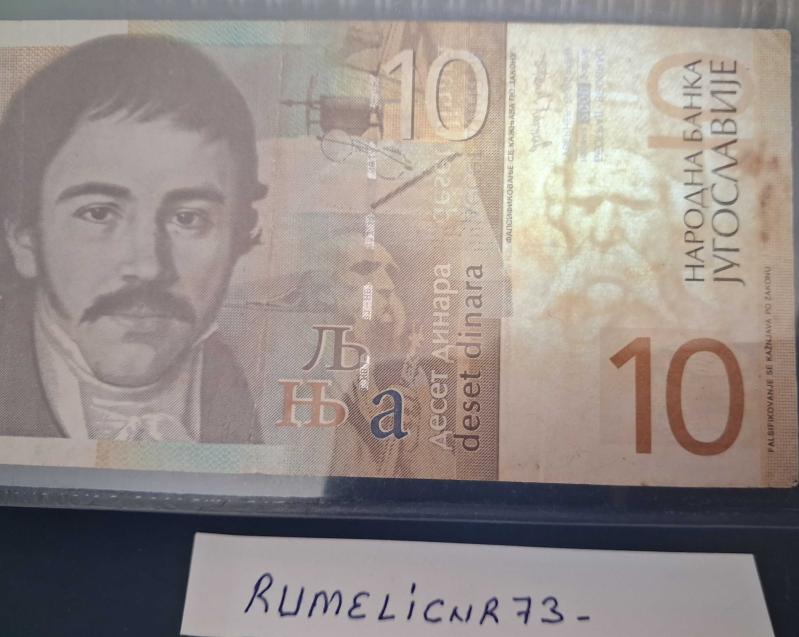 10
10
НАРОДНА БАНКА
ЈУГОСЛАВИЈЕ
ФАЛСИФИКОВАЊЕ СЕ КАЖЊАВА ПО ЗАКОНУ
Љ
Њ
a
Десет динара
deset dinara
10
FALSIFIKOVANJE SE KAŽNJAVA PO ZAKONU
RUMELiCNR73-